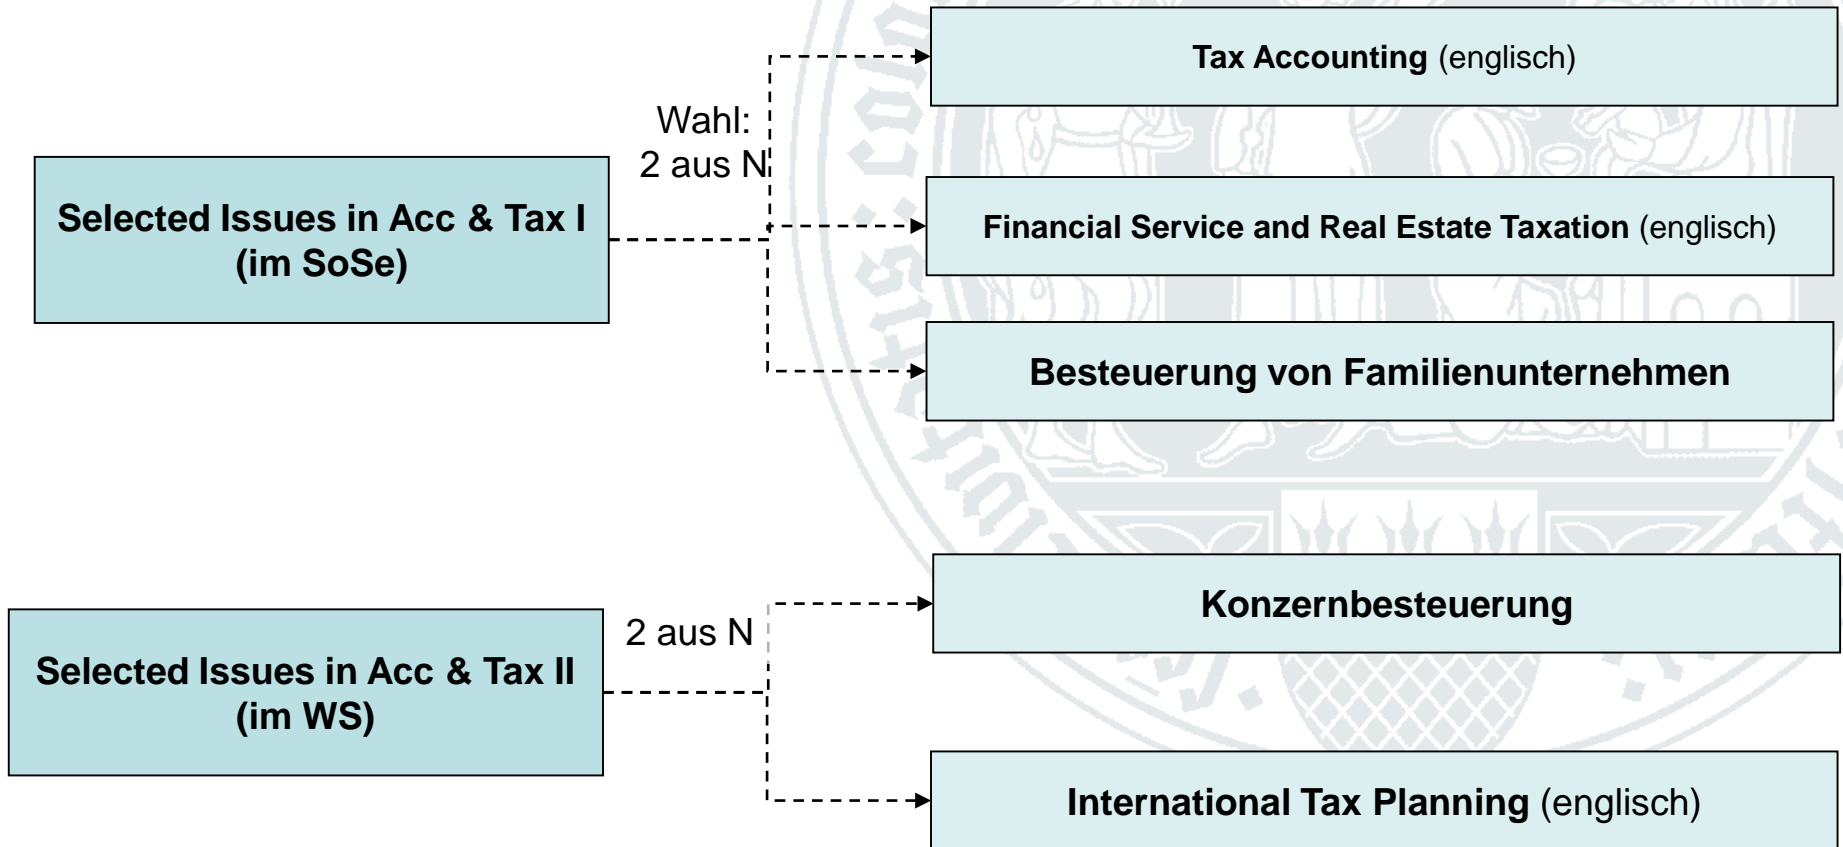 Tax Accounting (englisch)
Wahl:
2 aus N
Selected Issues in Acc & Tax I
(im SoSe)
Financial Service and Real Estate Taxation (englisch)
Besteuerung von Familienunternehmen
Konzernbesteuerung
2 aus N
Selected Issues in Acc & Tax II
(im WS)
International Tax Planning (englisch)